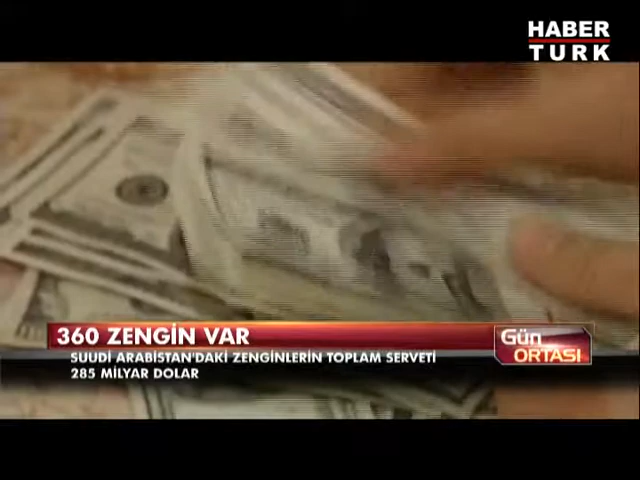 HABER
TURK
360 ZENGİN VAR
Gün
ORTASI
SUUDİ ARABİSTAN'DAKİ ZENGİNLERİN TOPLAM SERVETİ
285 MİLYAR DOLAR